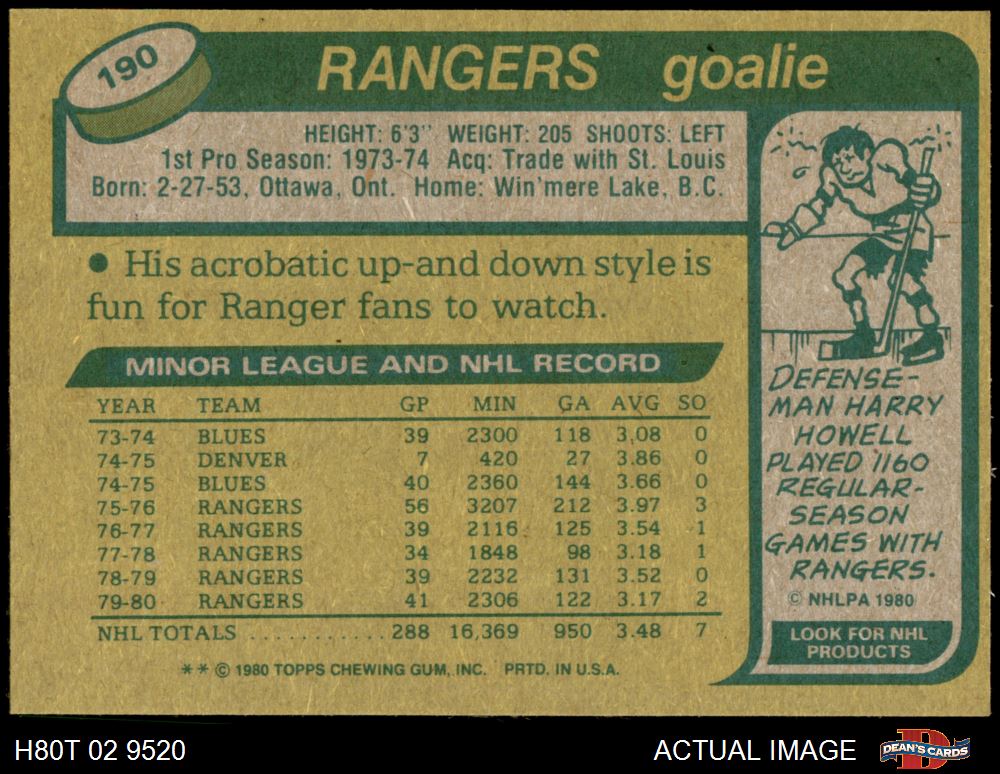 190
RANGERS goalie
HEIGHT: 6'3" WEIGHT: 205 SHOOTS: LEFT
1st Pro Season: 1973-74 Acq: Trade with St. Louis
Born: 2-27-53, Ottawa, Ont. Home: Win'mere Lake, B.C.
● His acrobatic up-and down style is
fun for Ranger fans to watch.
MINOR LEAGUE AND NHL RECORD
YEAR TEAM GP MIN GA AVG SO
73-74 BLUES 39 2300 118 3.08 0
74-75 DENVER 7 420 27 3.86 0
74-75 BLUES 40 2360 144 3.66 0
75-76 RANGERS 56 3207 212 3.97 3
76-77 RANGERS 39 2116 125 3.54 1
77-78 RANGERS 34 1848 98 3.18 1
78-79 RANGERS 39 2232 131 3.52 0
79-80 RANGERS 41 2306 122 3.17 2
NHL TOTALS ............ 288 16,369 950 3.48 7
** © 1980 TOPPS CHEWING GUM, INC. PRTD. IN U.S.A.
DEFENSE-
MAN HARRY
HOWELL
PLAYED 1160
REGULAR-
SEASON
GAMES WITH
RANGERS.
© NHLPA 1980
LOOK FOR NHL
PRODUCTS
H80T 02 9520
ACTUAL IMAGE
DEAN'S CARDS